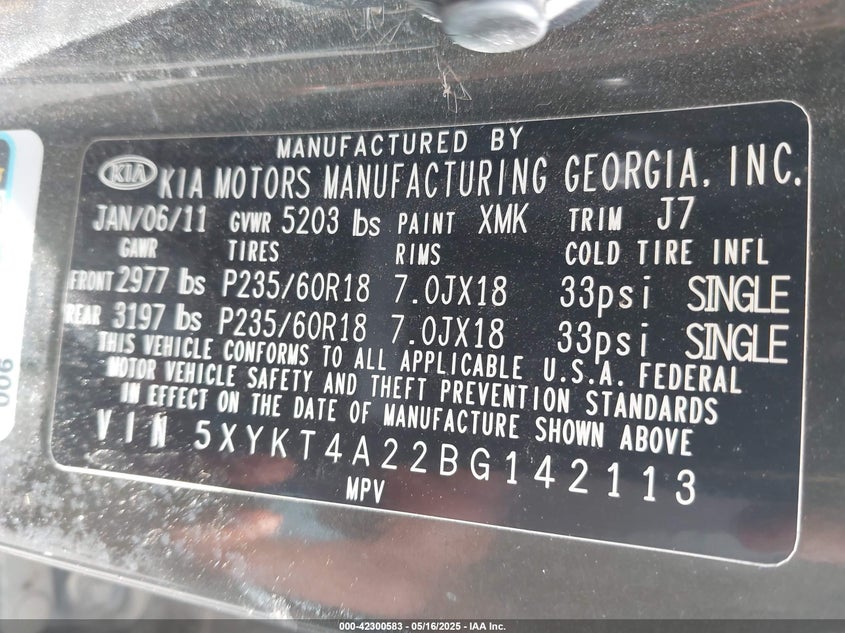 MANUFACTURED BY
KIA KIA MOTORS MANUFACTURING GEORGIA, INC.
JAN/06/11 GVWR 5203 lbs PAINT XMK TRIM J7
GAWR TIRES RIMS COLD TIRE INFL
FRONT 2977 lbs P235/60R18 7.0JX18 33psi SINGLE
REAR 3197 lbs P235/60R18 7.0JX18 33psi SINGLE
THIS VEHICLE CONFORMS TO ALL APPLICABLE U.S.A. FEDERAL
MOTOR VEHICLE SAFETY AND THEFT PREVENTION STANDARDS
IN EFFECT ON THE DATE OF MANUFACTURE SHOWN ABOVE
VIN 5XYKT4A22BG142113
MPV
006
000-42300583 - 05/16/2025 - IAA Inc.